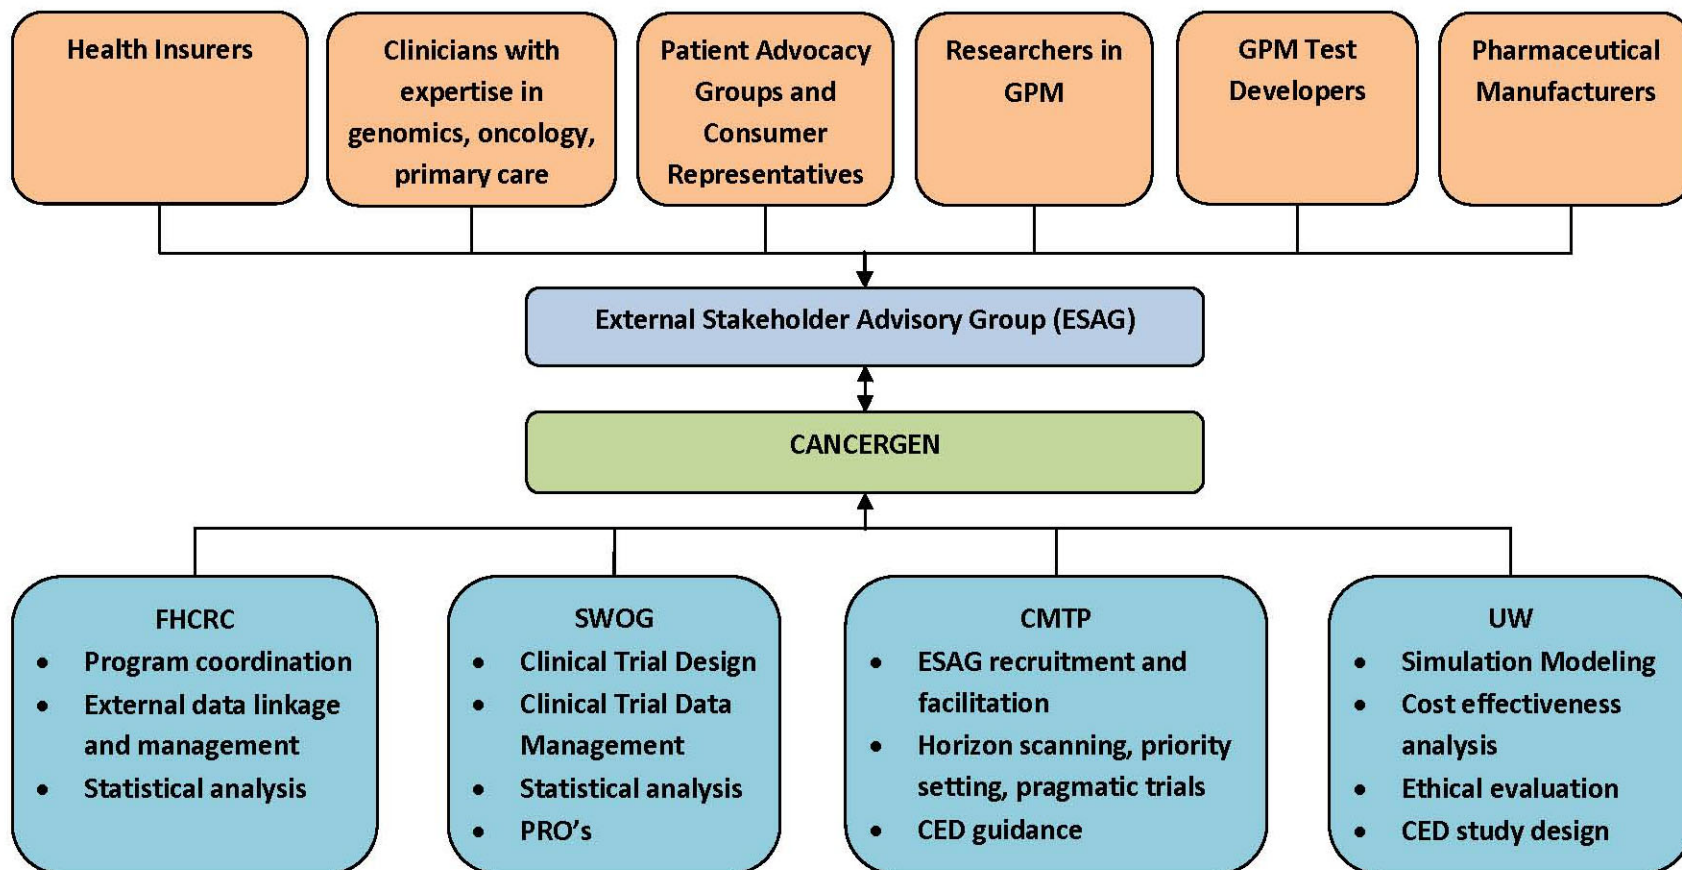 Health Insurers
Clinicians with
expertise in
genomics, oncology,
primary care
Patient Advocacy
Groups and
Consumer
Representatives
Researchers in
GPM
GPM Test
Developers
Pharmaceutical
Manufacturers
External Stakeholder Advisory Group (ESAG)
CANCERGEN
FHCRC
• Program coordination
• External data linkage
and management
• Statistical analysis
SWOG
• Clinical Trial Design
• Clinical Trial Data
Management
• Statistical analysis
• PRO's
CMTP
• ESAG recruitment and
facilitation
• Horizon scanning, priority
setting, pragmatic trials
• CED guidance
UW
• Simulation Modeling
• Cost effectiveness
analysis
• Ethical evaluation
• CED study design